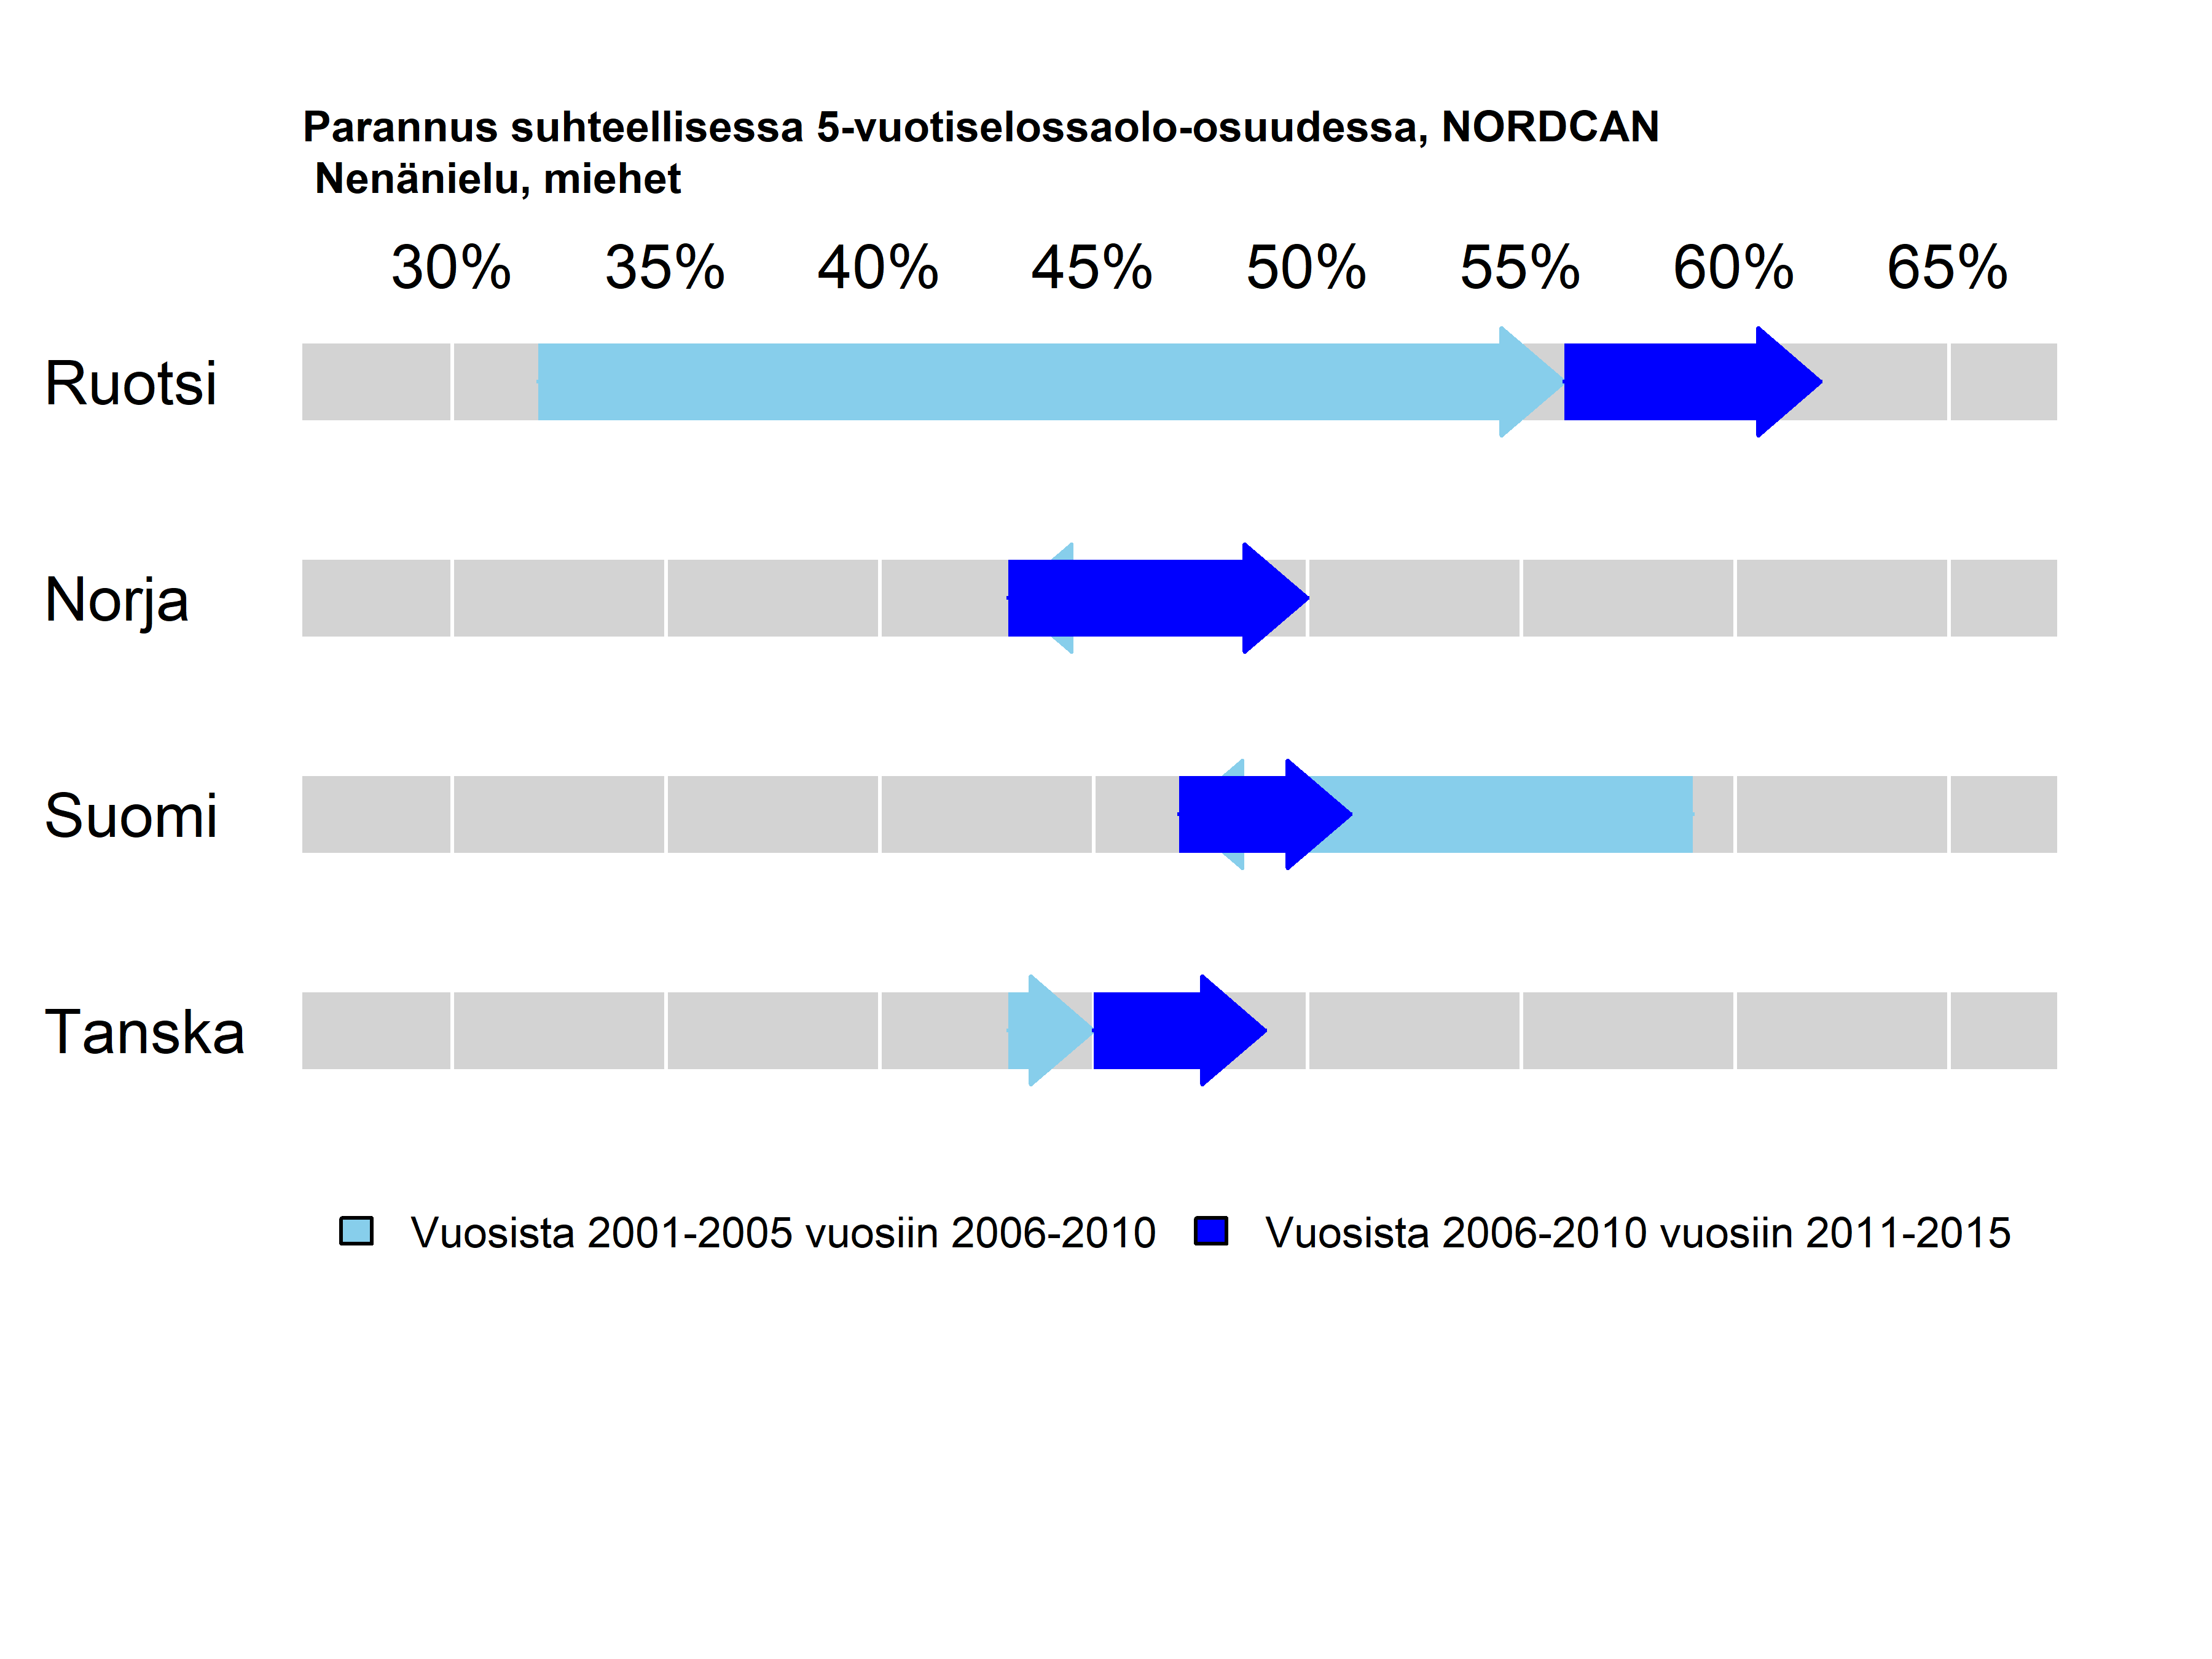 Parannus suhteellisessa 5-vuotiselossaolo-osuudessa, NORDCAN
Nenänielu, miehet
30% 35% 40% 45% 50% 55% 60% 65%
Ruotsi
Norja
Suomi
Tanska
Vuosista 2001-2005 vuosiin 2006-2010 Vuosista 2006-2010 vuosiin 2011-2015